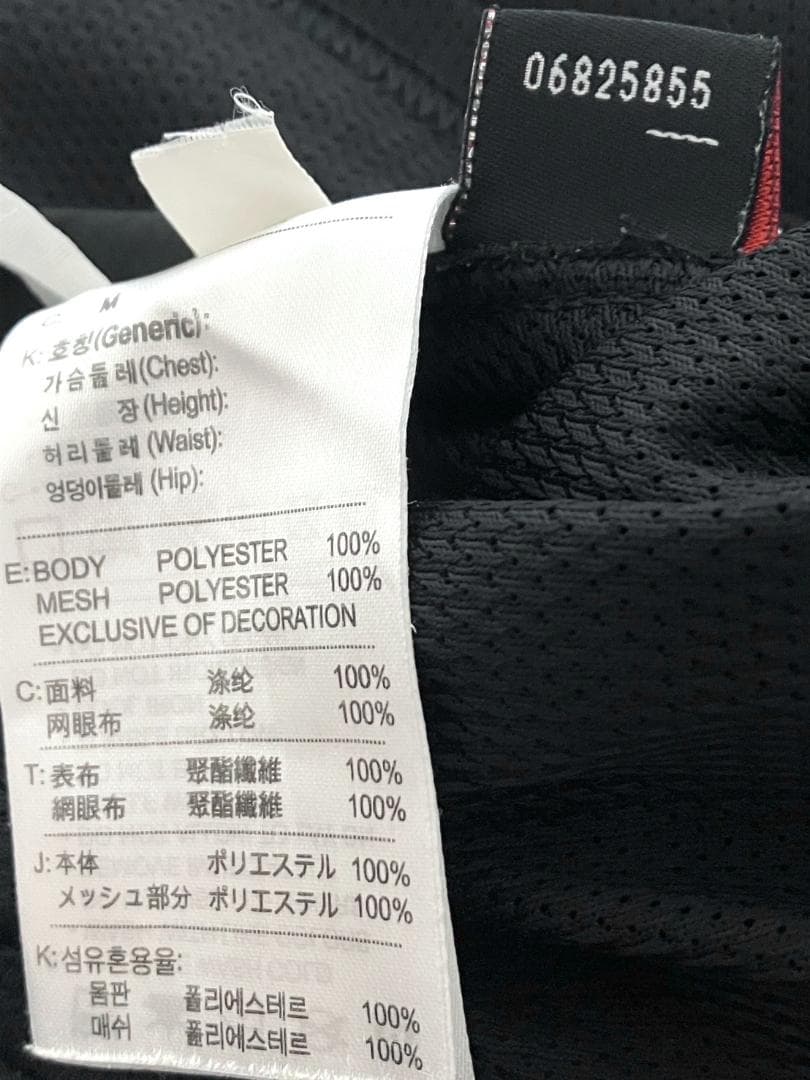 06825855
M
K: 호칭(Generic):
가슴둘레(Chest):
신 장(Height):
허리둘레(Waist):
엉덩이둘레(Hip):
E:BODY POLYESTER 100%
MESH POLYESTER 100%
EXCLUSIVE OF DECORATION
C:面料 涤纶 100%
网眼布 涤纶 100%
T:表布 聚酯纖維 100%
網眼布 聚酯纖維 100%
J:本体 ポリエステル 100%
メッシュ部分 ポリエステル 100%
K:섬유혼용율:
몸판 폴리에스테르 100%
매쉬 폴리에스테르 100%